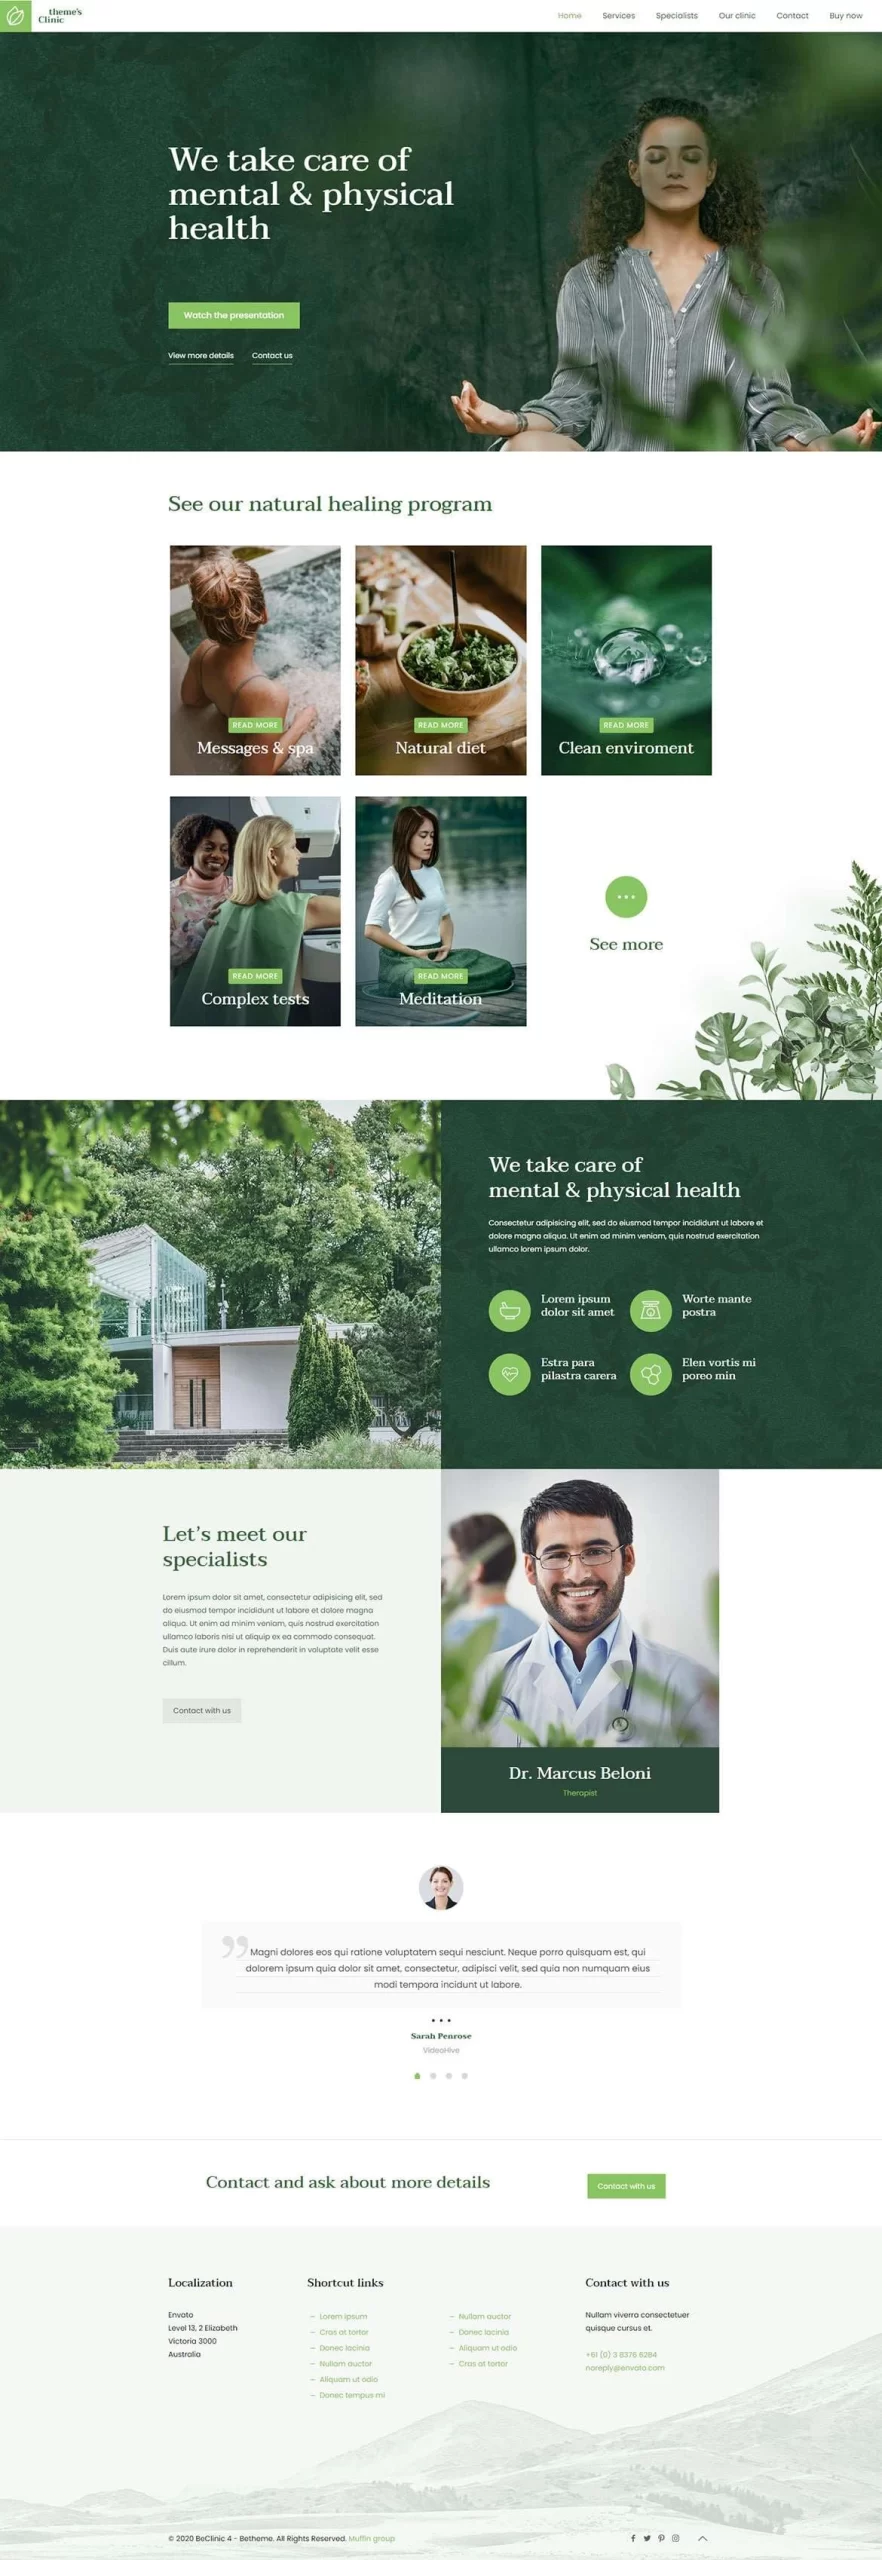 theme's
Clinic
Home Services Specialists Our clinic Contact Buy now
We take care of
mental & physical
health
Watch the presentation
View more details Contact us
See our natural healing program
READ MORE
Messages & spa
READ MORE
Natural diet
READ MORE
Clean enviroment
READ MORE
Complex tests
READ MORE
Meditation
See more
We take care of
mental & physical health
Consectetur adipisicing elit, sed do eiusmod tempor incididunt ut labore et
dolore magna aliqua. Ut enim ad minim veniam, quis nostrud exercitation
ullamco lorem ipsum dolor.
Lorem ipsum
dolor sit amet
Worte mante
postra
Estra para
pilastra carera
Elen vortis mi
poreo min
Let's meet our
specialists
Lorem ipsum dolor sit amet, consectetur adipisicing elit, sed
do eiusmod tempor incididunt ut labore et dolore magna
aliqua. Ut enim ad minim veniam, quis nostrud exercitation
ullamco laboris nisi ut aliquip ex ea commodo consequat.
Duis aute irure dolor in reprehenderit in voluptate velit esse
cillum.
Contact with us
Dr. Marcus Beloni
Therapist
Magni dolores eos qui ratione voluptatem sequi nesciunt. Neque porro quisquam est, qui
dolorem ipsum quia dolor sit amet, consectetur, adipisci velit, sed quia non numquam eius
modi tempora incidunt ut labore.
Sarah Penrose
VideoHive
Contact and ask about more details
Contact with us
Localization
Envato
Level 13, 2 Elizabeth
Victoria 3000
Australia
Shortcut links
– Lorem ipsum
– Cras at tortor
– Donec lacinia
– Nullam auctor
– Aliquam ut odio
– Donec tempus mi
– Nullam auctor
– Donec lacinia
– Aliquam ut odio
– Cras at tortor
Contact with us
Nullam viverra consectetuer
quisque cursus et.
+61 (0) 3 8376 6284
noreply@envato.com
© 2020 BeClinic 4 - Betheme. All Rights Reserved. Muffin group